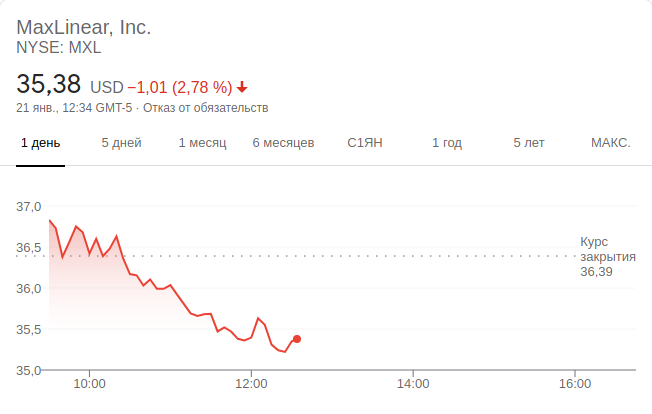 MaxLinear, Inc.
NYSE: MXL
35,38 USD −1,01 (2,78 %)
21 янв., 12:34 GMT-5 · Отказ от обязательств
1 день 5 дней 1 месяц 6 месяцев С1ЯН 1 год 5 лет МАКС.
37,0
36,5
36,0
35,5
35,0
Курс
закрытия
36,39
10:00 12:00 14:00 16:00